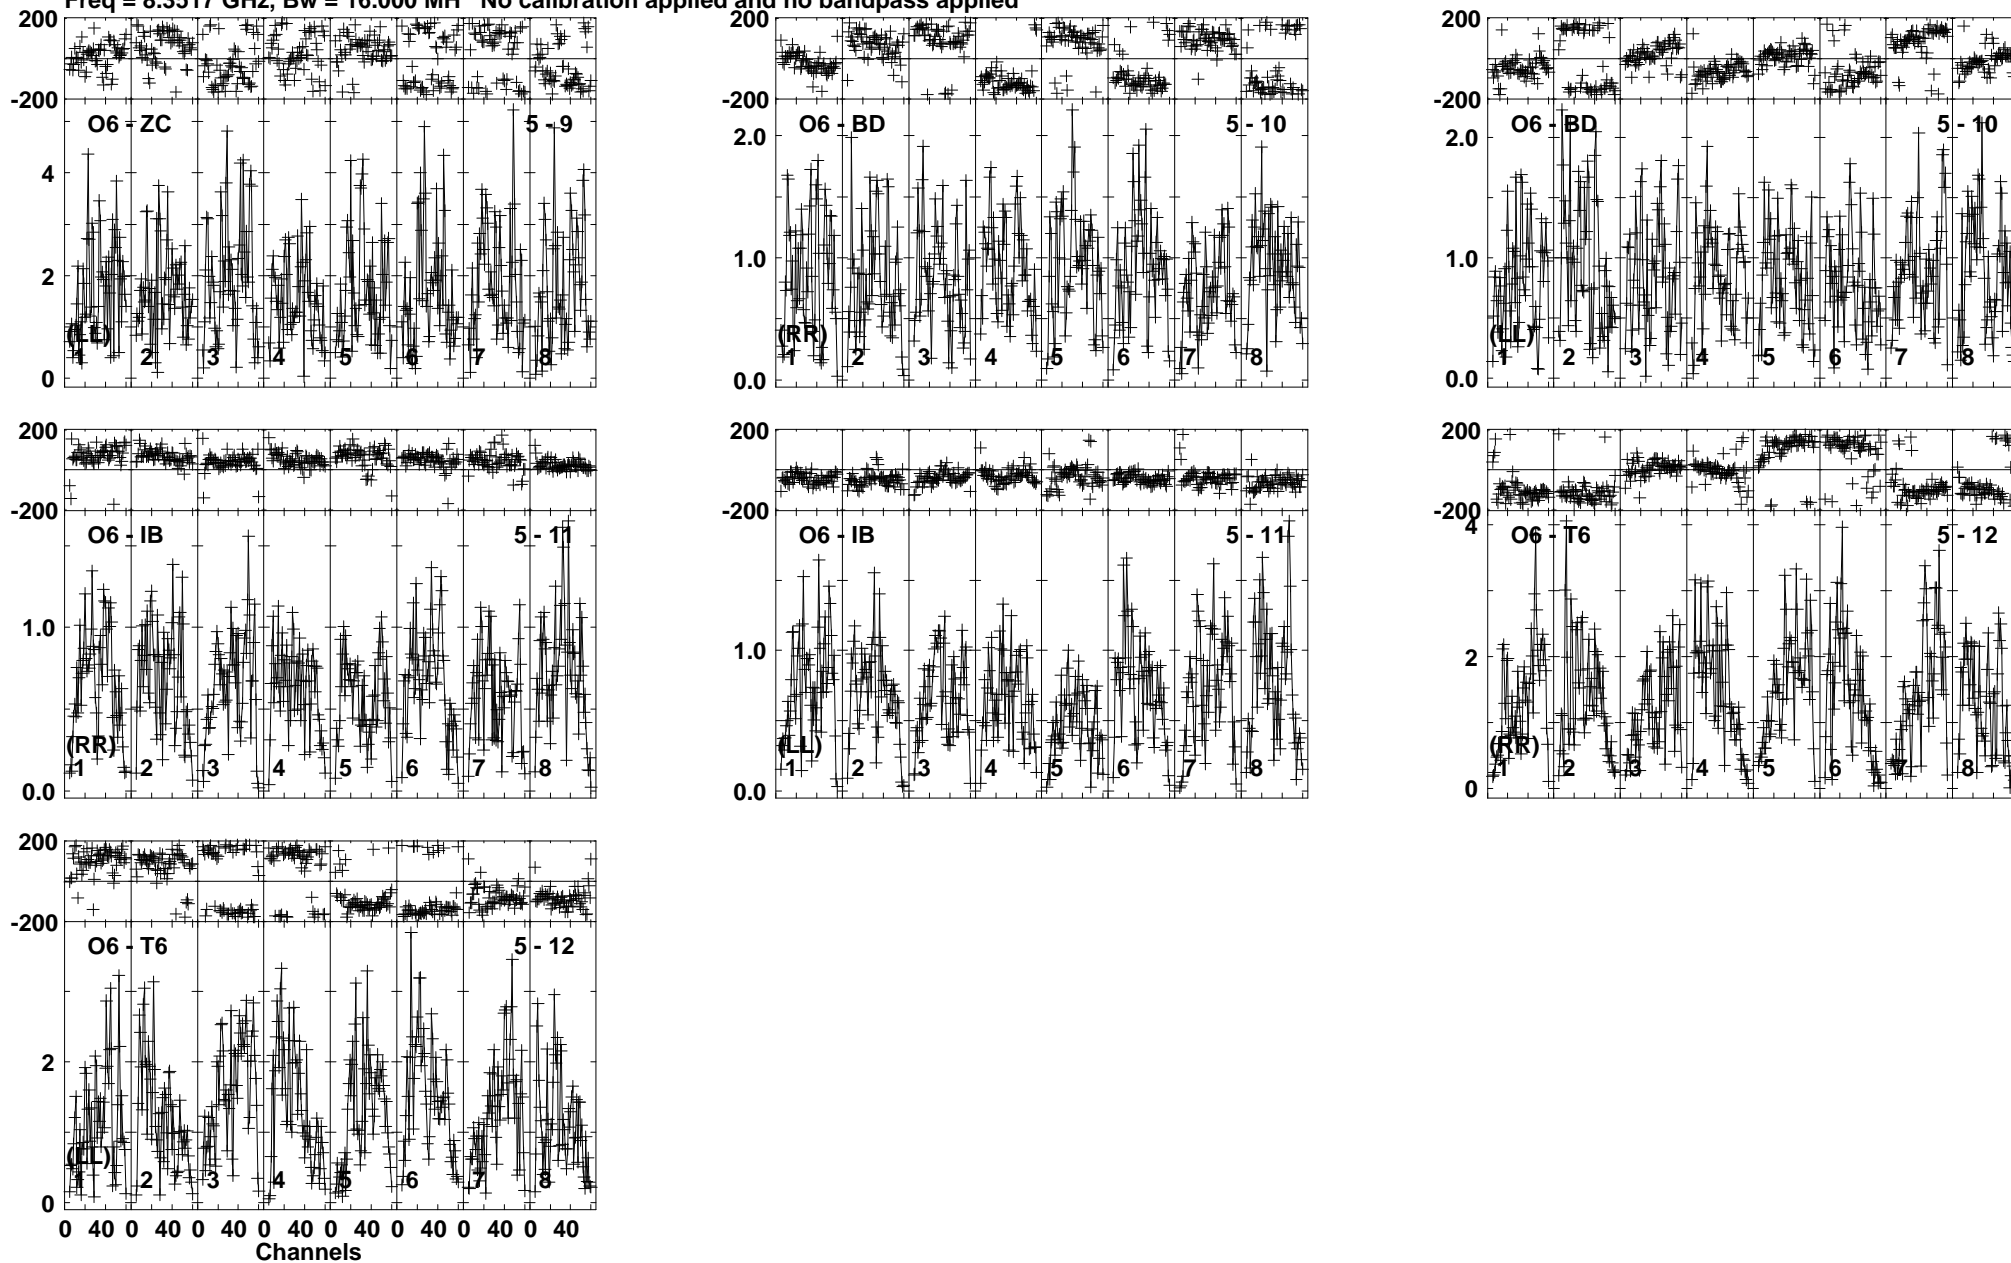 Freq = 8.3517 GHz, Bw = 16.000 MH No calibration applied and no bandpass applied
200
-200
O6 - ZC 5 - 9
4
2
0
(LL)
1 2 3 4 5 6 7 8
200
-200
O6 - BD 5 - 10
2.0
1.0
0.0
(RR)
1 2 3 4 5 6 7 8
200
-200
O6 - BD 5 - 10
2.0
1.0
0.0
(LL)
1 2 3 4 5 6 7 8
200
-200
O6 - IB 5 - 11
1.0
0.0
(RR)
1 2 3 4 5 6 7 8
200
-200
O6 - IB 5 - 11
1.0
0.0
(LL)
1 2 3 4 5 6 7 8
200
-200
O6 - T6 5 - 12
4
2
0
(RR)
1 2 3 4 5 6 7 8
200
-200
O6 - T6 5 - 12
2
0
(LL)
1 2 3 4 5 6 7 8
0 40 0 40 0 40 0 40 0 40 0 40 0 40 0 40
Channels